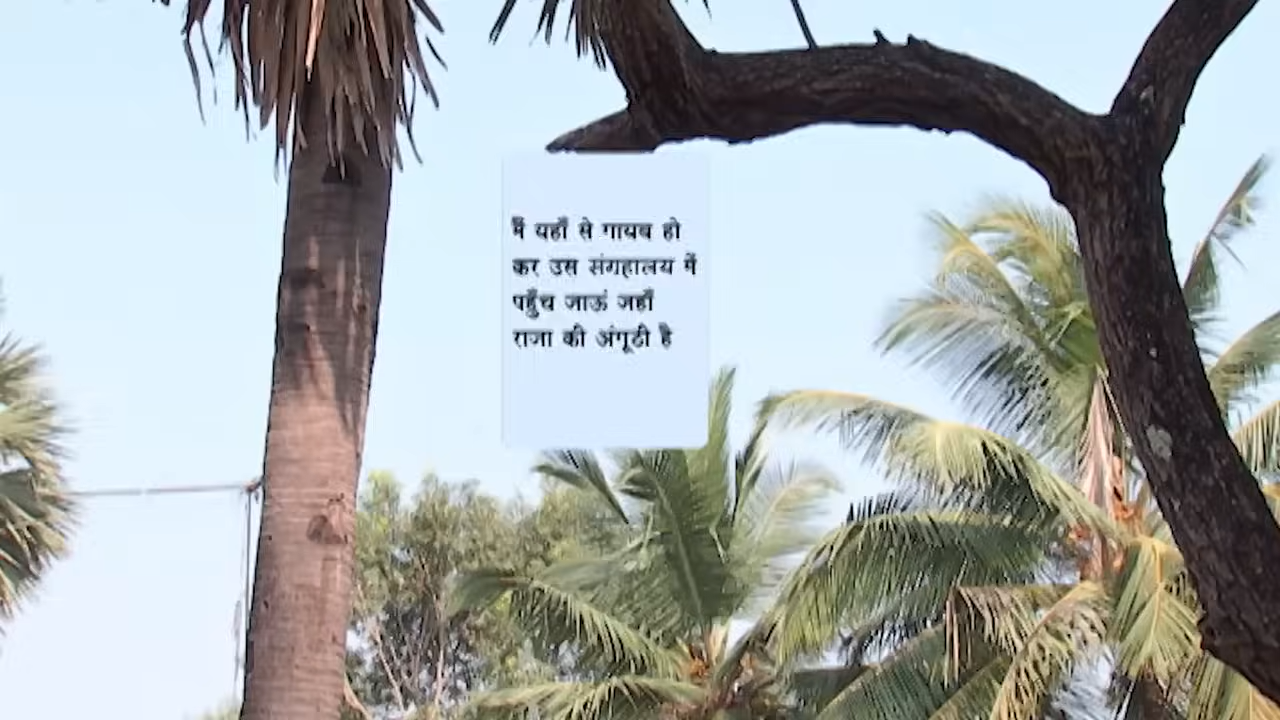 मैं यहाँ से गायब हो
कर उस संग्रहालय में
पहुँच जाऊं जहाँ
राजा की अंगूठी है